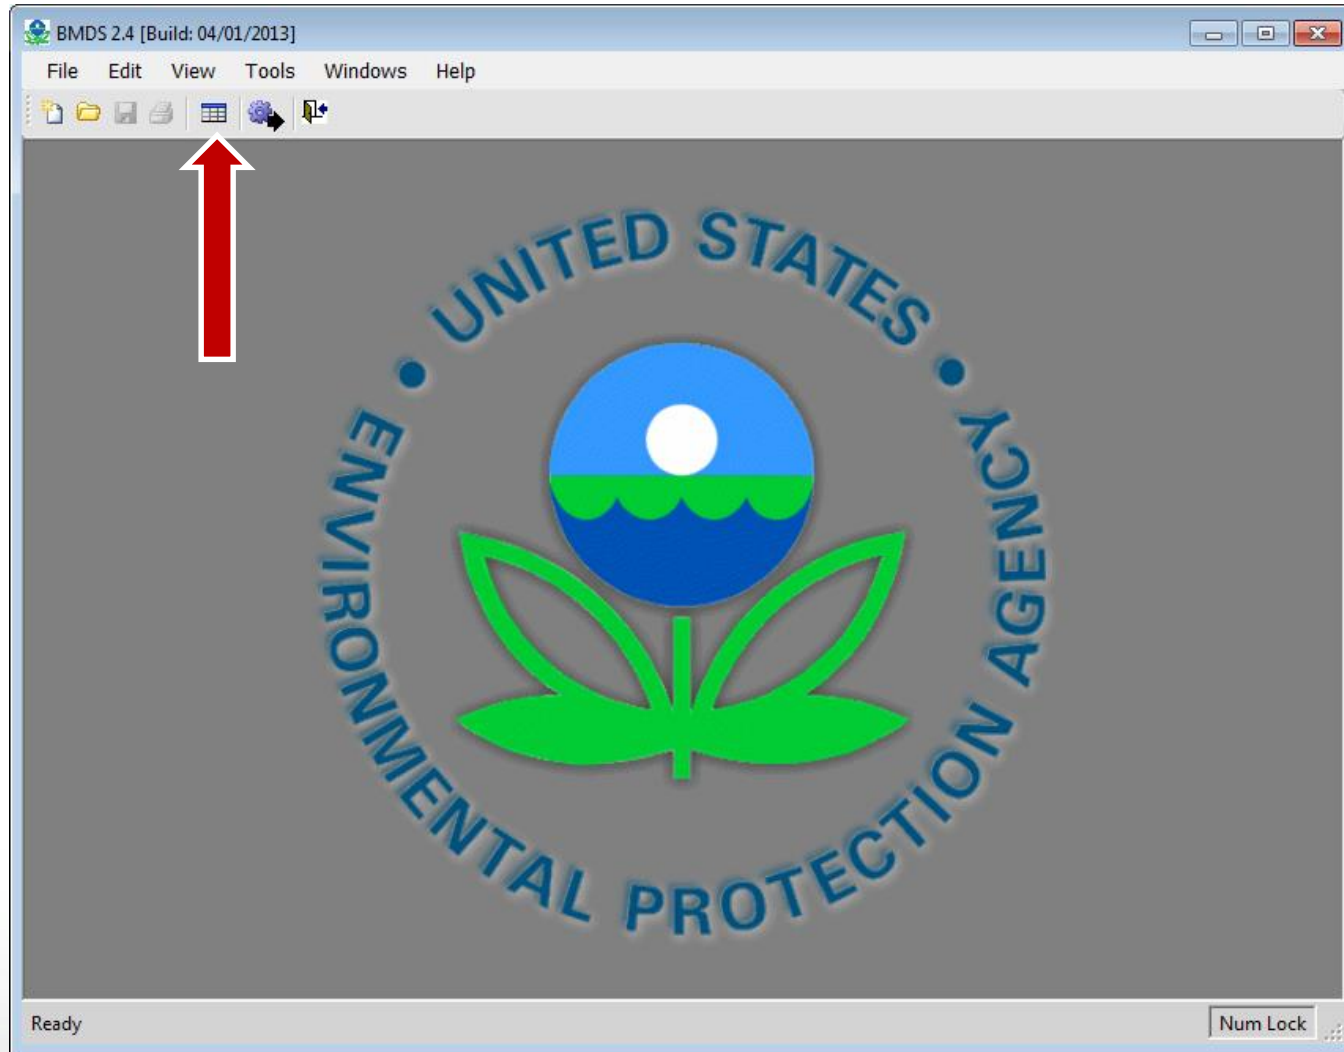 BMDS 2.4 [Build: 04/01/2013]
File Edit View Tools Windows Help
UNITED STATES • ENVIRONMENTAL PROTECTION AGENCY •
Ready Num Lock